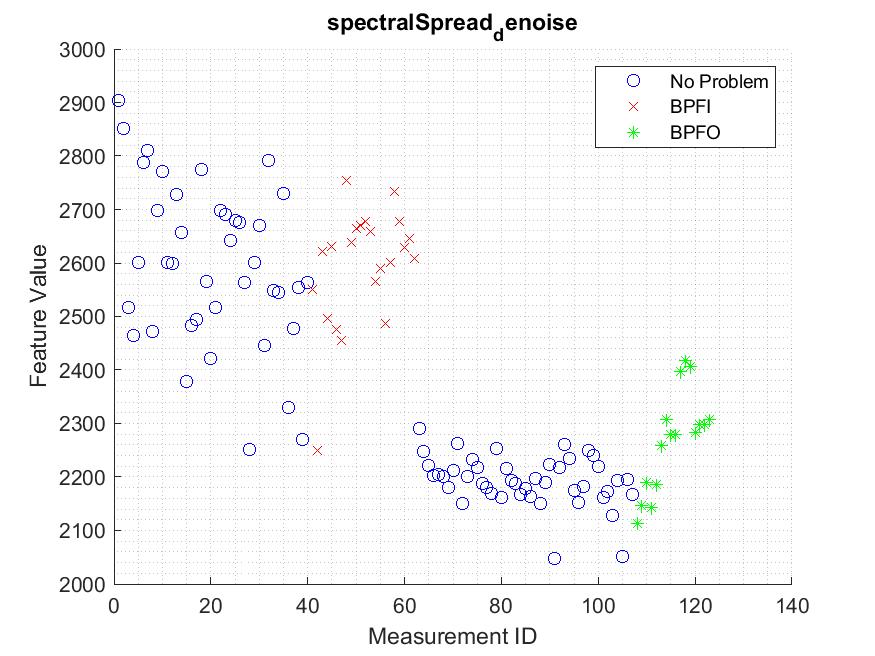 spectralSpread_denoise
3000
2900
2800
2700
2600
2500
2400
2300
2200
2100
2000
Feature Value
No Problem
BPFI
BPFO
0 20 40 60 80 100 120 140
Measurement ID